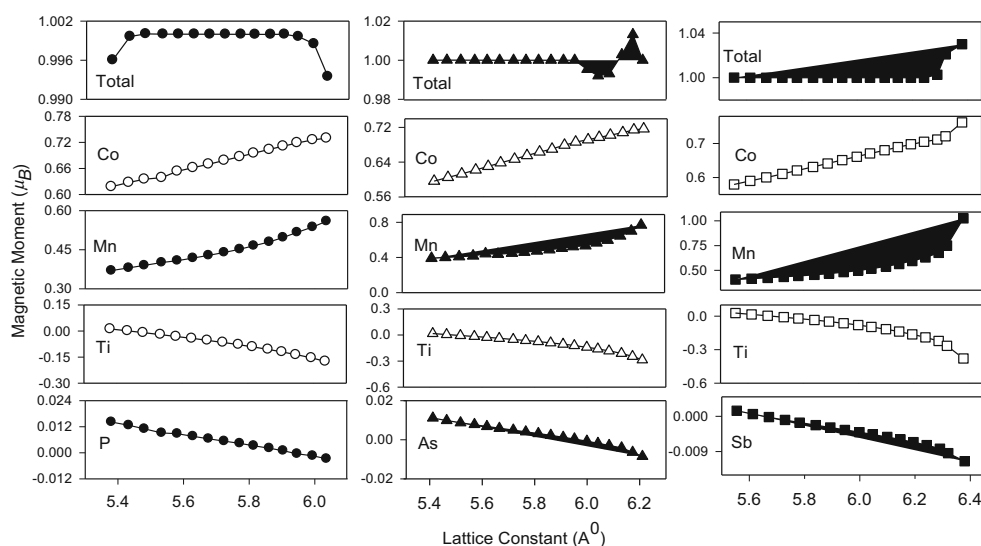 1.002
0.996
0.990
Total
1.02
1.00
0.98
Total
1.04
1.00
Total
0.78
0.72
0.66
0.60
Co
0.72
0.64
0.56
Co
0.7
0.6
Co
Magnetic Moment (μB)
0.60
0.45
0.30
Mn
0.8
0.4
0.0
Mn
1.00
0.75
0.50
Mn
0.15
0.00
-0.15
-0.30
Ti
0.3
0.0
-0.3
-0.6
Ti
0.0
-0.3
-0.6
Ti
0.024
0.012
0.000
-0.012
P
0.02
0.00
-0.02
As
0.000
-0.009
Sb
5.4 5.6 5.8 6.0
5.4 5.6 5.8 6.0 6.2
5.6 5.8 6.0 6.2 6.4
Lattice Constant (A⁰)